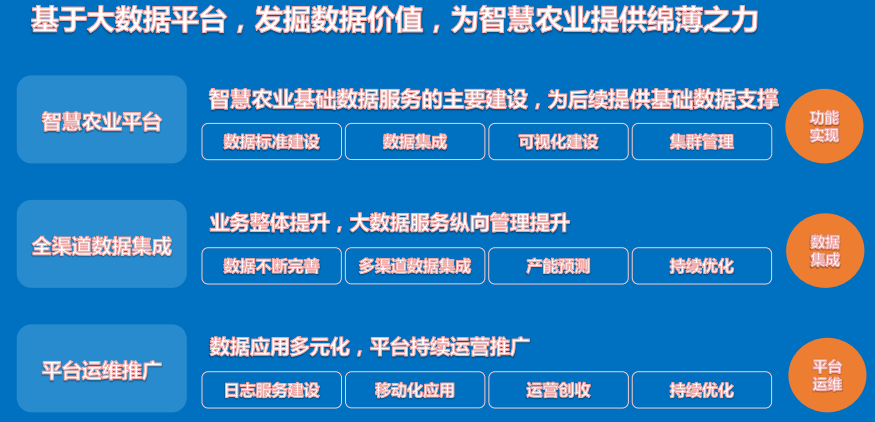 基于大数据平台，发掘数据价值，为智慧农业提供绵薄之力
智慧农业平台
智慧农业基础数据服务的主要建设，为后续提供基础数据支撑
数据标准建设
数据集成
可视化建设
集群管理
功能
实现
全渠道数据集成
业务整体提升，大数据服务纵向管理提升
数据不断完善
多渠道数据集成
产能预测
持续优化
数据
集成
平台运维推广
数据应用多元化，平台持续运营推广
日志服务建设
移动化应用
运营创收
持续优化
平台
运维